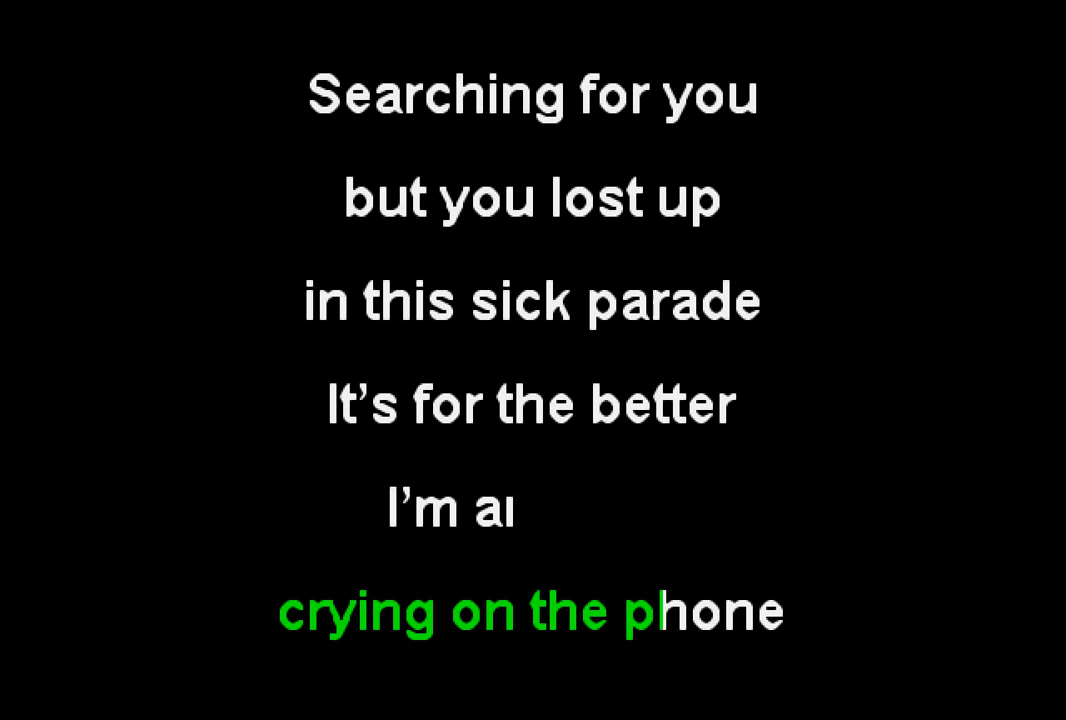 Searching for you
but you lost up
in this sick parade
It's for the better
I'm
crying on the phone